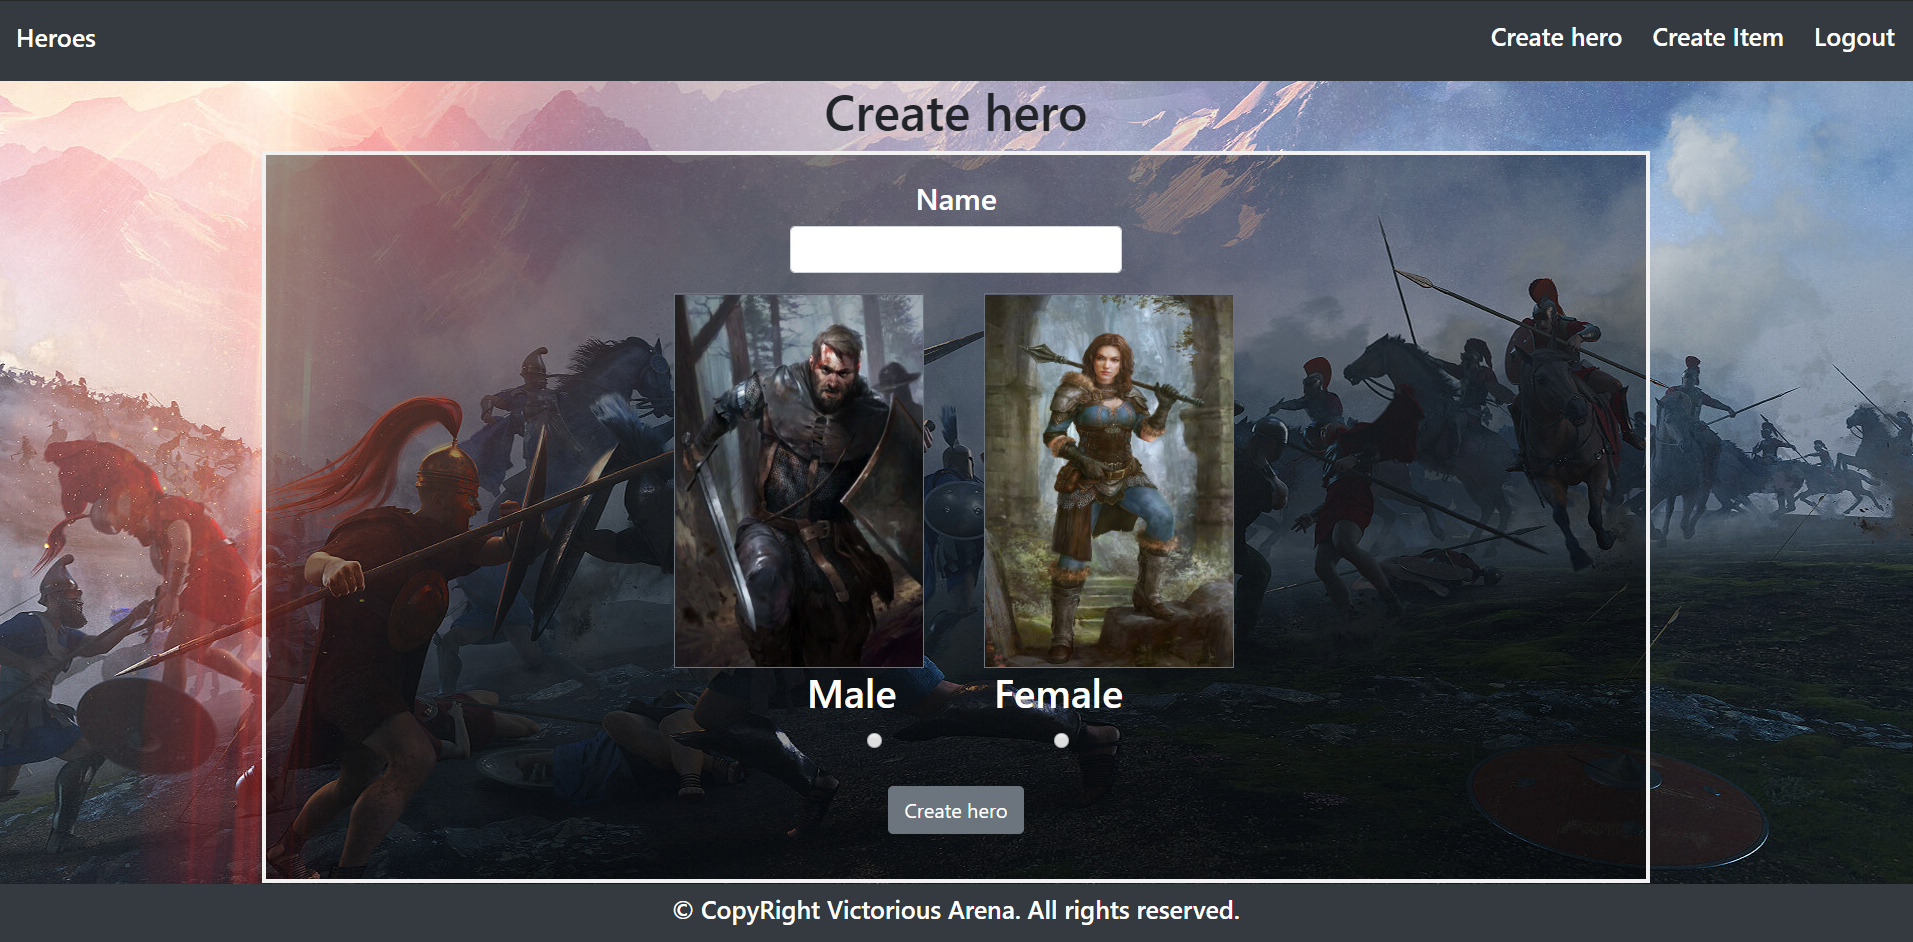 Heroes
Create hero
Create Item
Logout
Create hero
Name
Male
Female
Create hero
© CopyRight Victorious Arena. All rights reserved.